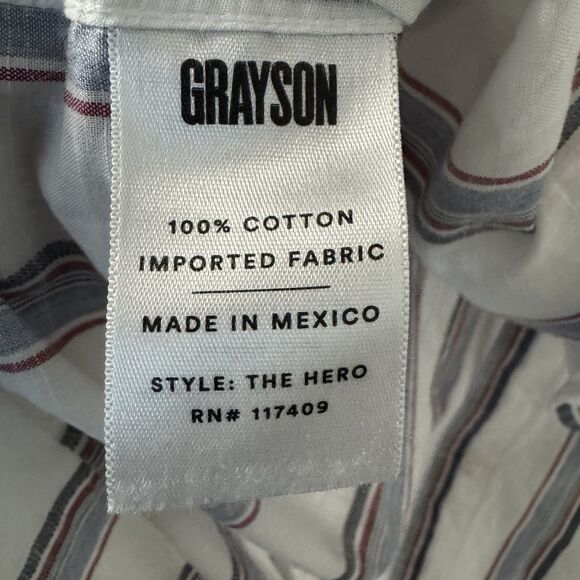 GRAYSON
100% COTTON
IMPORTED FABRIC
MADE IN MEXICO
STYLE: THE HERO
RN# 117409